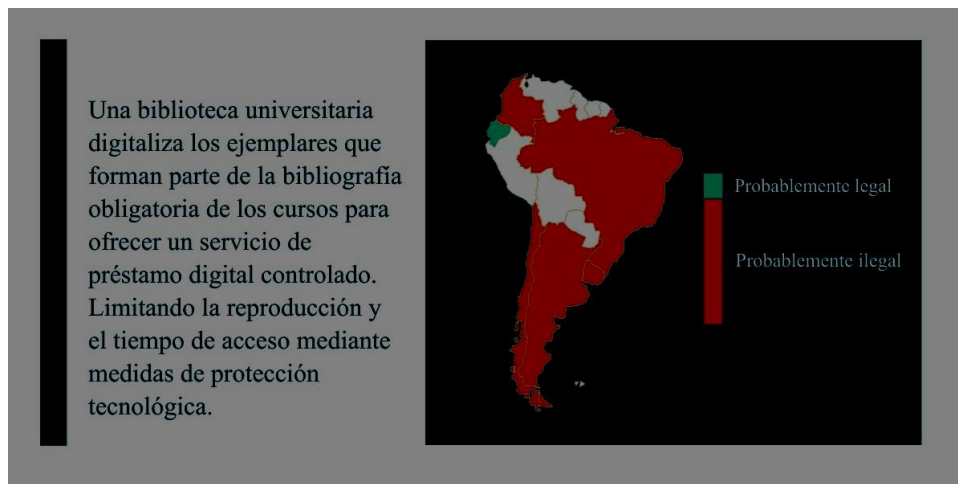 Una biblioteca universitaria
digitaliza los ejemplares que
forman parte de la bibliografía
obligatoria de los cursos para
ofrecer un servicio de
préstamo digital controlado.
Limitando la reproducción y
el tiempo de acceso mediante
medidas de protección
tecnológica.
Probablemente legal
Probablemente ilegal